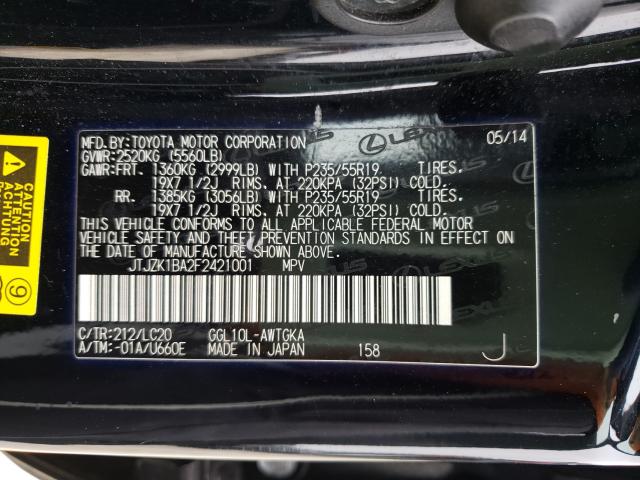 MFD.BY:TOYOTA MOTOR CORPORATION 05/14
GVWR:2520KG (5560LB)
GAWR:FRT. 1360KG (2999LB) WITH P235/55R19 TIRES.
19X7 1/2J RIMS. AT 220KPA (32PSI) COLD.
RR. 1385KG (3056LB) WITH P235/55R19 TIRES.
19X7 1/2J RIMS. AT 220KPA (32PSI) COLD.
THIS VEHICLE CONFORMS TO ALL APPLICABLE FEDERAL MOTOR
VEHICLE SAFETY AND THEFT PREVENTION STANDARDS IN EFFECT ON
THE DATE OF MANUFACTURE SHOWN ABOVE.
JTJZK1BA2F2421001 MPV
C/TR:212/LC20 GGL10L-AWTGKA
A/TM:-01A/U660E MADE IN JAPAN 158 J
LEXUS
ATTENTION
ACHTUNG
9